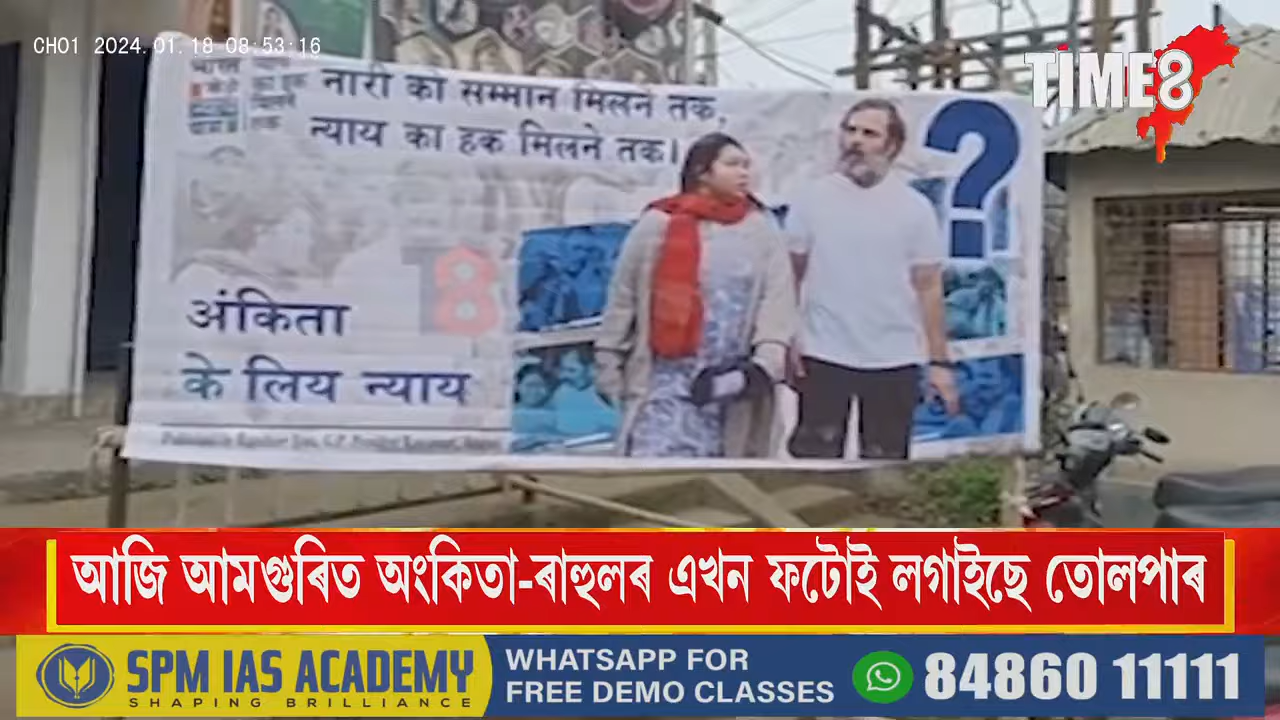 CH01 2024.01.18 08:53:16
TIME8
नारी को सम्मान मिलने तक,
न्याय का हक मिलने तक।
?
T8
अंकिता
के लिय न्याय
আজি আমগুৰিত অংকিতা-ৰাহুলৰ এখন ফটোই লগাইছে তোলপাৰ
SPM IAS ACADEMY
SHAPING BRILLIANCE
WHATSAPP FOR
FREE DEMO CLASSES
84860 11111